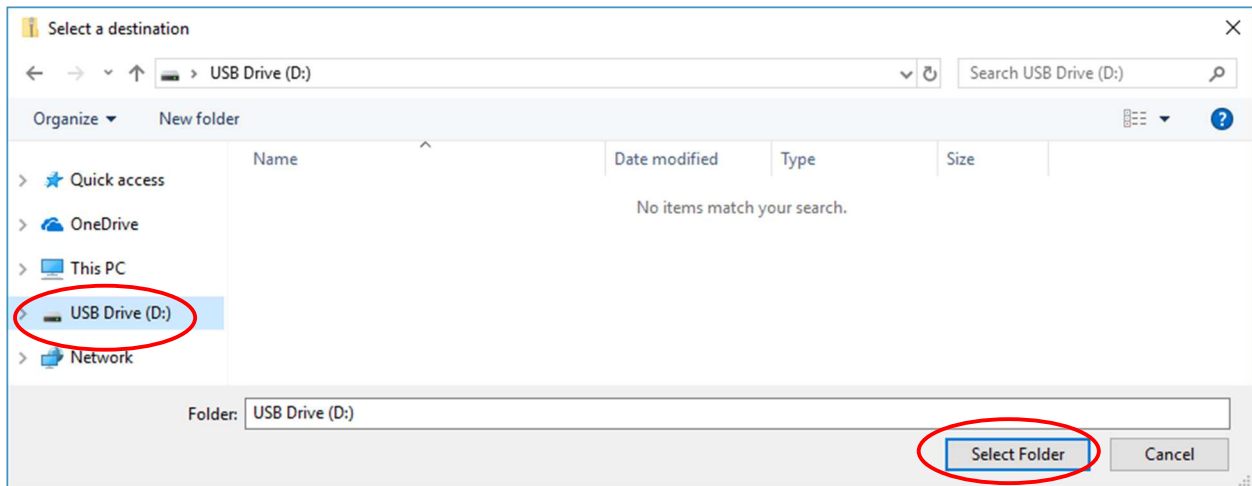 Select a destination
USB Drive (D:)
Search USB Drive (D:)
Organize
New folder
?
Name
Date modified
Type
Size
No items match your search.
Quick access
OneDrive
This PC
USB Drive (D:)
Network
Folder: USB Drive (D:)
Select Folder
Cancel